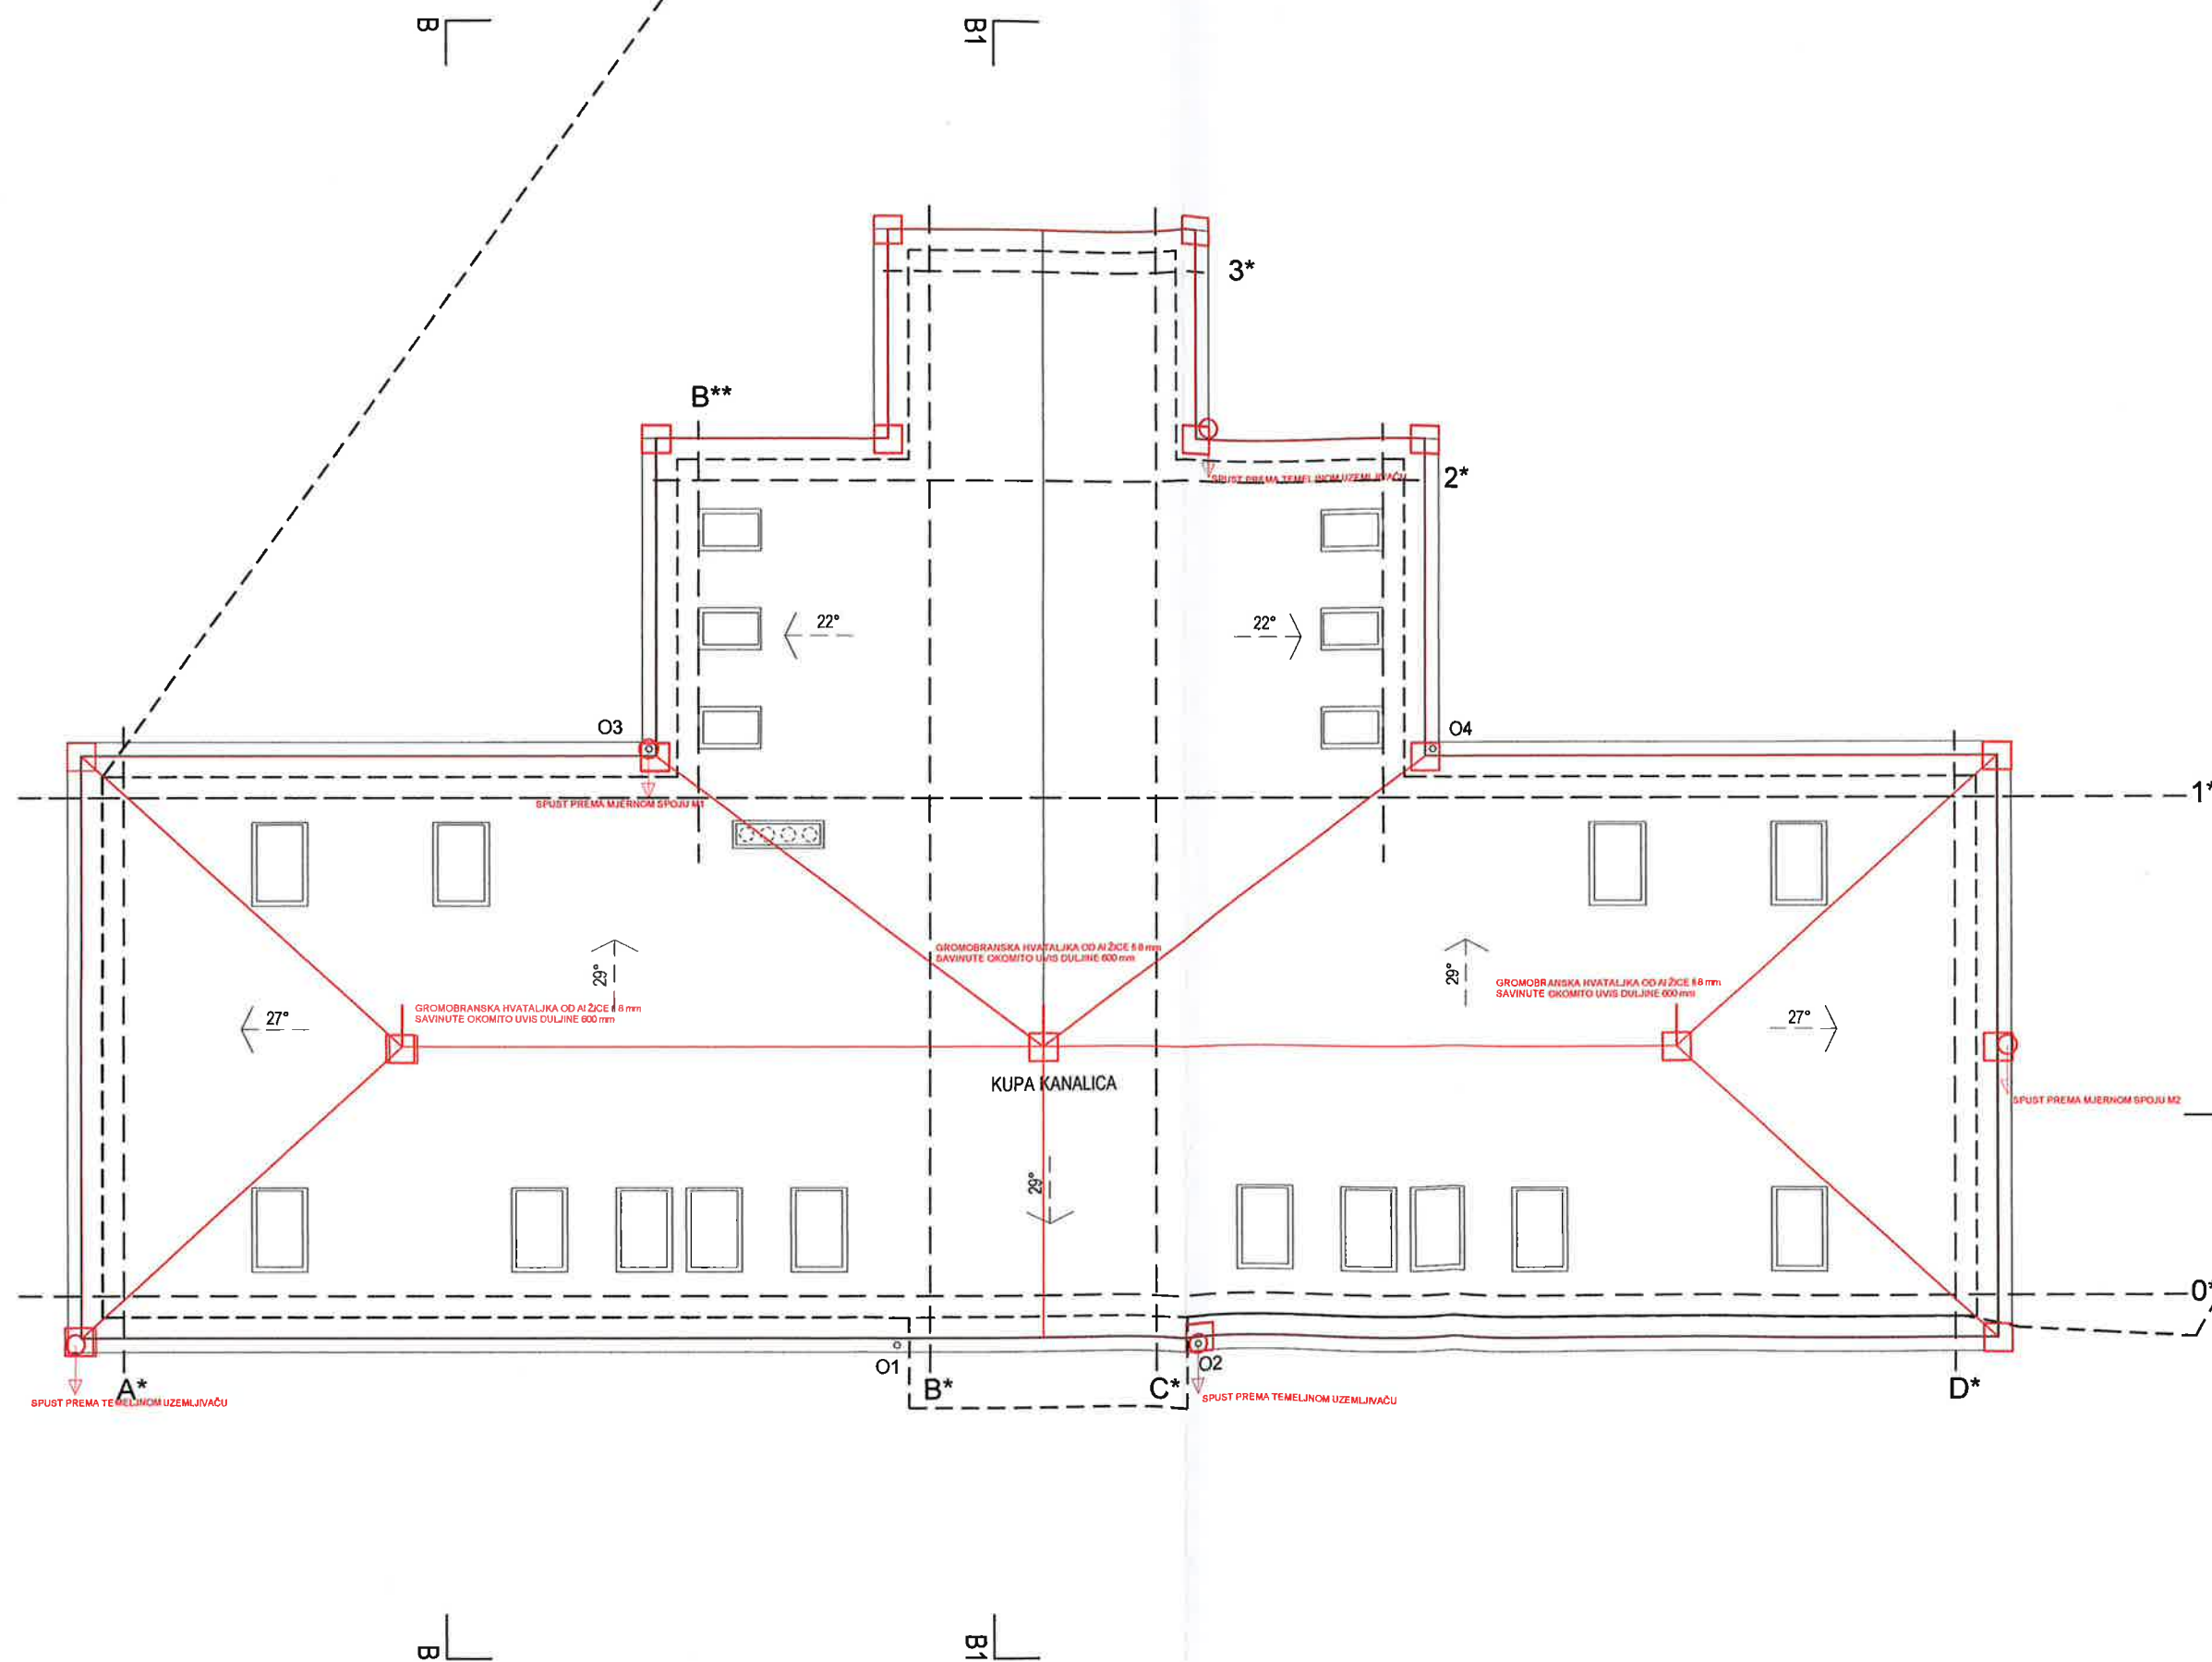 B
B1
3*
B**
2*
SPUST PREMA TEMELJNOM UZEMLJIVAČU
22°
22°
O3
O4
1*
SPUST PREMA MJERNOM SPOJU M1
GROMOBRANSKA HVATALJKA OD Al ŽICE
8 mm
SAVINUTE OKOMITO UVIS DULJINE 600 mm
29°
29°
GROMOBRANSKA HVATALJKA OD Al ŽICE
8 mm
SAVINUTE OKOMITO UVIS DULJINE 600 mm
GROMOBRANSKA HVATALJKA OD Al ŽICE
8 mm
SAVINUTE OKOMITO UVIS DULJINE 600 mm
27°
27°
KUPA KANALICA
SPUST PREMA MJERNOM SPOJU M2
29°
0*
O1
O2
A*
B*
C*
D*
SPUST PREMA TEMELJNOM UZEMLJIVAČU
SPUST PREMA TEMELJNOM UZEMLJIVAČU
B
B1